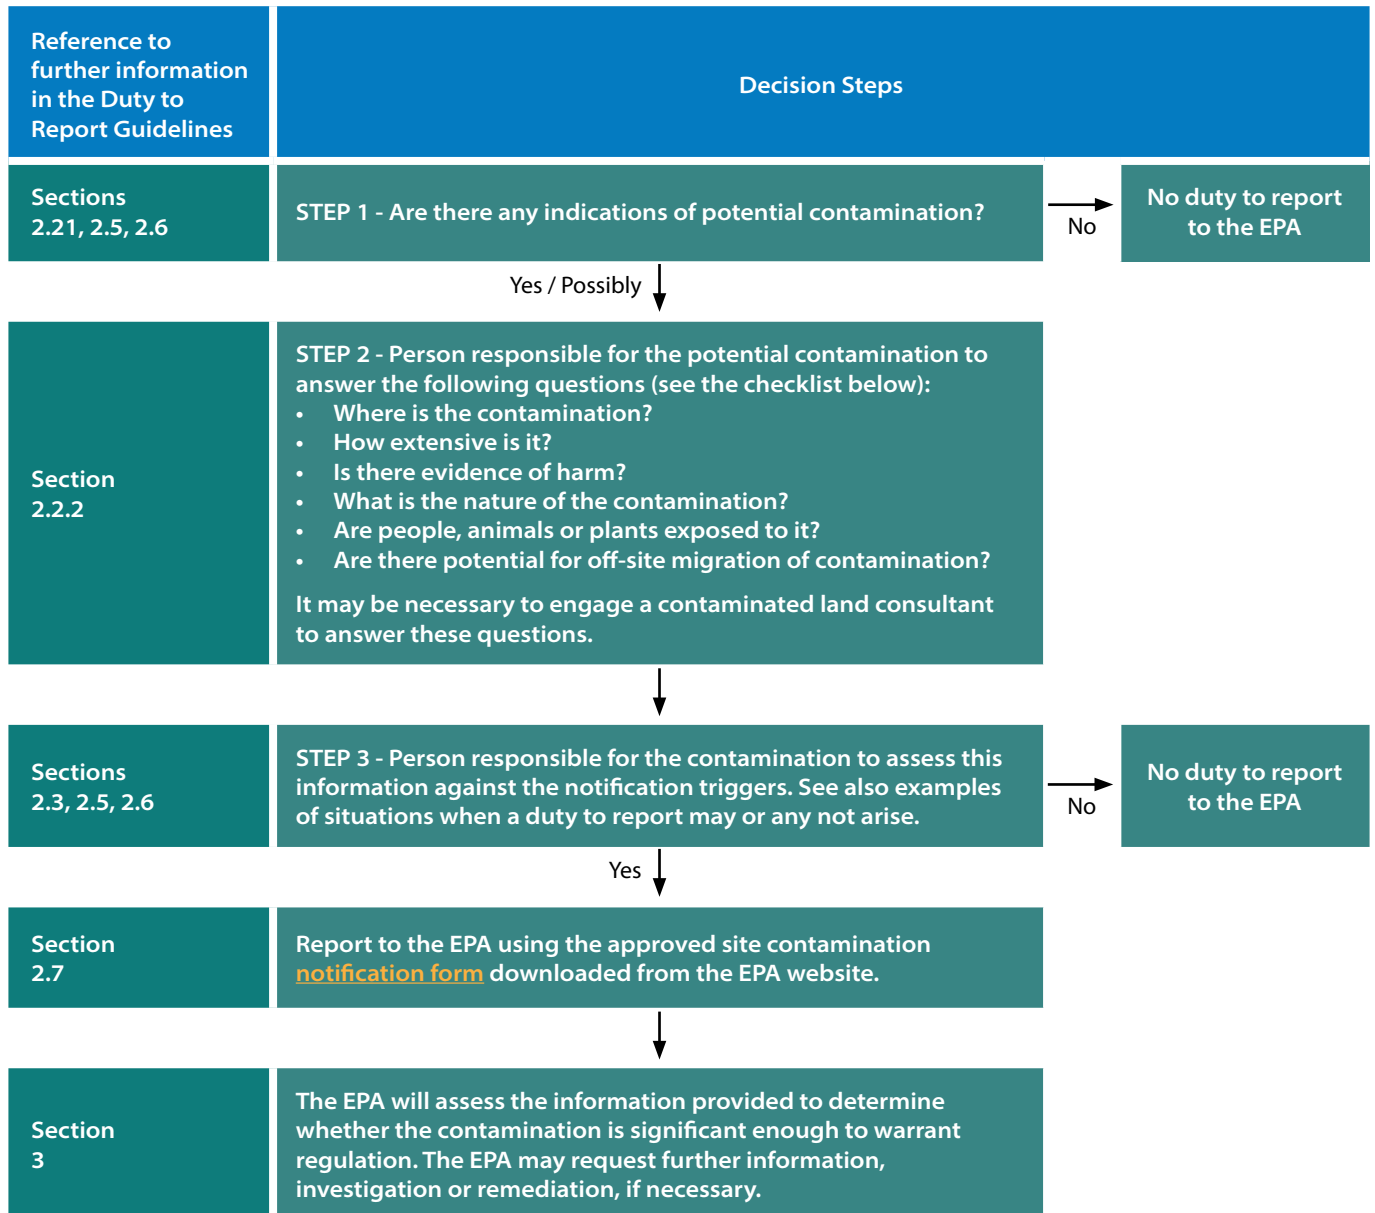 Reference to
further information
in the Duty to
Report Guidelines
Decision Steps
Sections
2.21, 2.5, 2.6
STEP 1 - Are there any indications of potential contamination?
No
No duty to report
to the EPA
Yes / Possibly
Section
2.2.2
STEP 2 - Person responsible for the potential contamination to
answer the following questions (see the checklist below):
• Where is the contamination?
• How extensive is it?
• Is there evidence of harm?
• What is the nature of the contamination?
• Are people, animals or plants exposed to it?
• Are there potential for off-site migration of contamination?
It may be necessary to engage a contaminated land consultant
to answer these questions.
Sections
2.3, 2.5, 2.6
STEP 3 - Person responsible for the contamination to assess this
information against the notification triggers. See also examples
of situations when a duty to report may or any not arise.
No
No duty to report
to the EPA
Yes
Section
2.7
Report to the EPA using the approved site contamination
notification form downloaded from the EPA website.
Section
3
The EPA will assess the information provided to determine
whether the contamination is significant enough to warrant
regulation. The EPA may request further information,
investigation or remediation, if necessary.